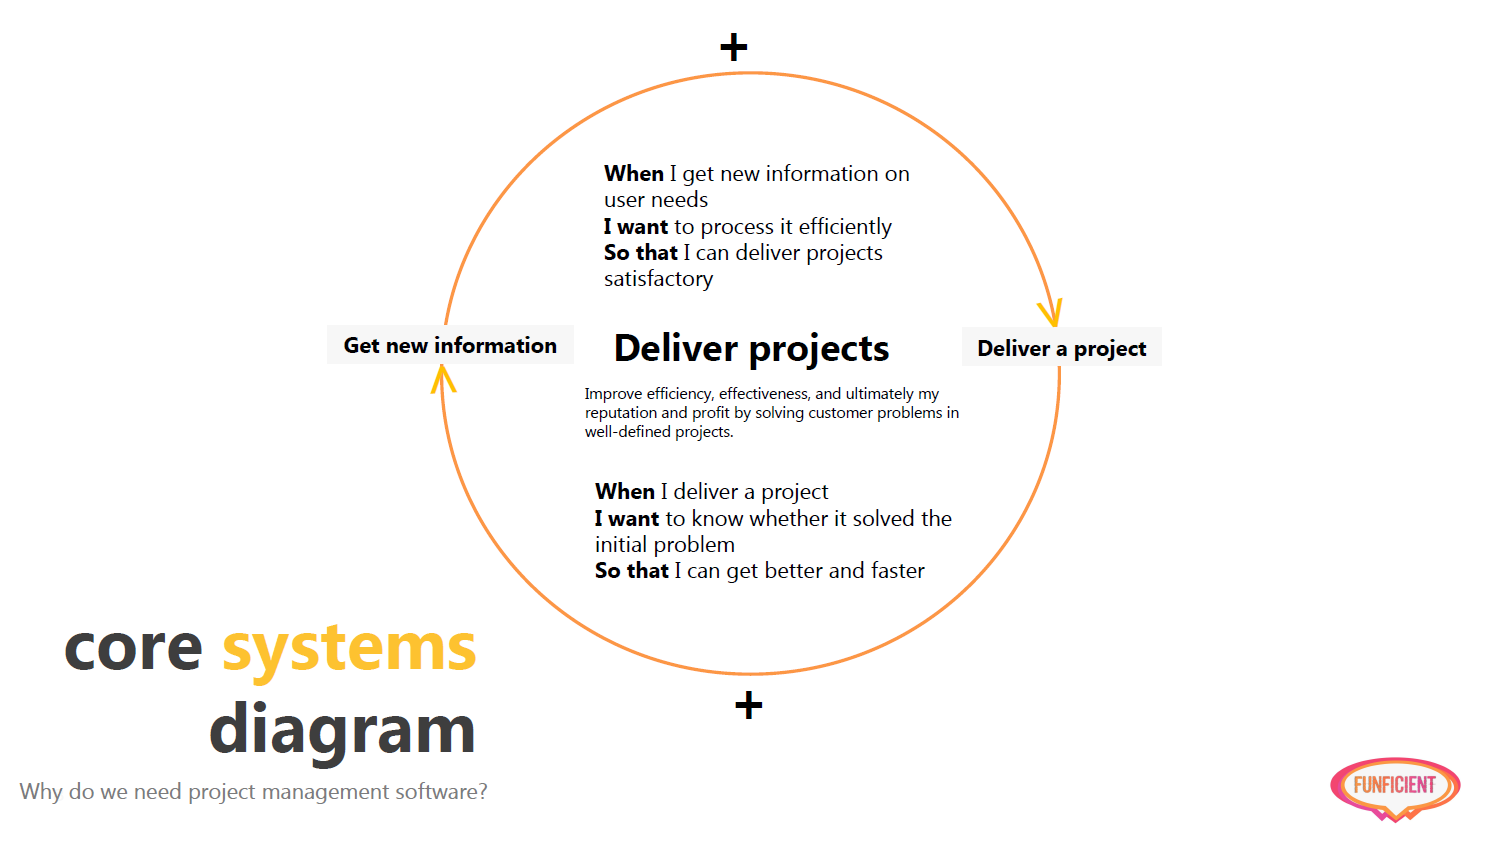 +
When I get new information on
user needs
I want to process it efficiently
So that I can deliver projects
satisfactory
Get new information
Deliver projects
Deliver a project
Improve efficiency, effectiveness, and ultimately my
reputation and profit by solving customer problems in
well-defined projects.
When I deliver a project
I want to know whether it solved the
initial problem
So that I can get better and faster
+
core systems
diagram
Why do we need project management software?
FUNFICIENT